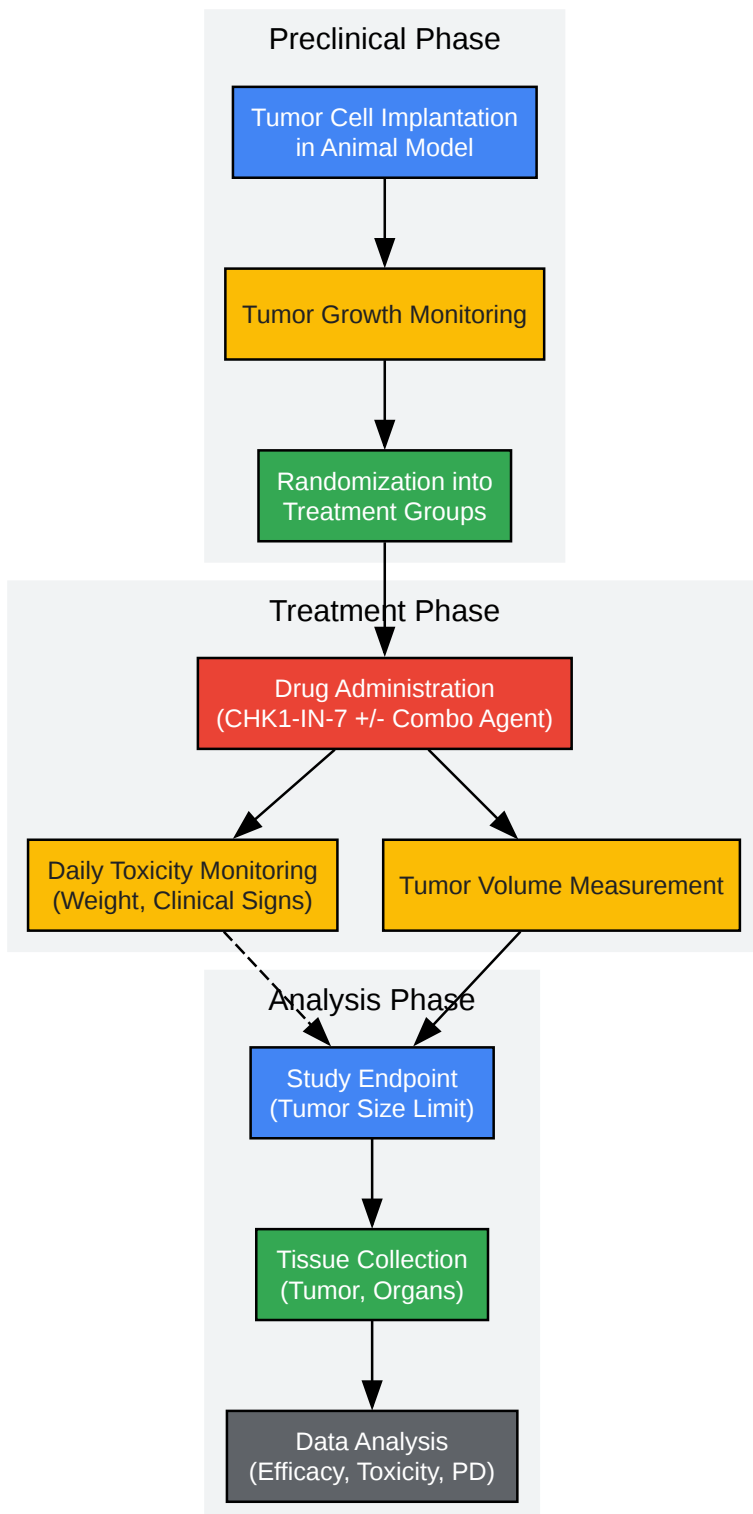 Preclinical Phase
Tumor Cell Implantation
in Animal Model
Tumor Growth Monitoring
Randomization into
Treatment Groups
Treatment Phase
Drug Administration
(CHK1-IN-7 +/- Combo Agent)
Daily Toxicity Monitoring
(Weight, Clinical Signs)
Tumor Volume Measurement
Analysis Phase
Study Endpoint
(Tumor Size Limit)
Tissue Collection
(Tumor, Organs)
Data Analysis
(Efficacy, Toxicity, PD)